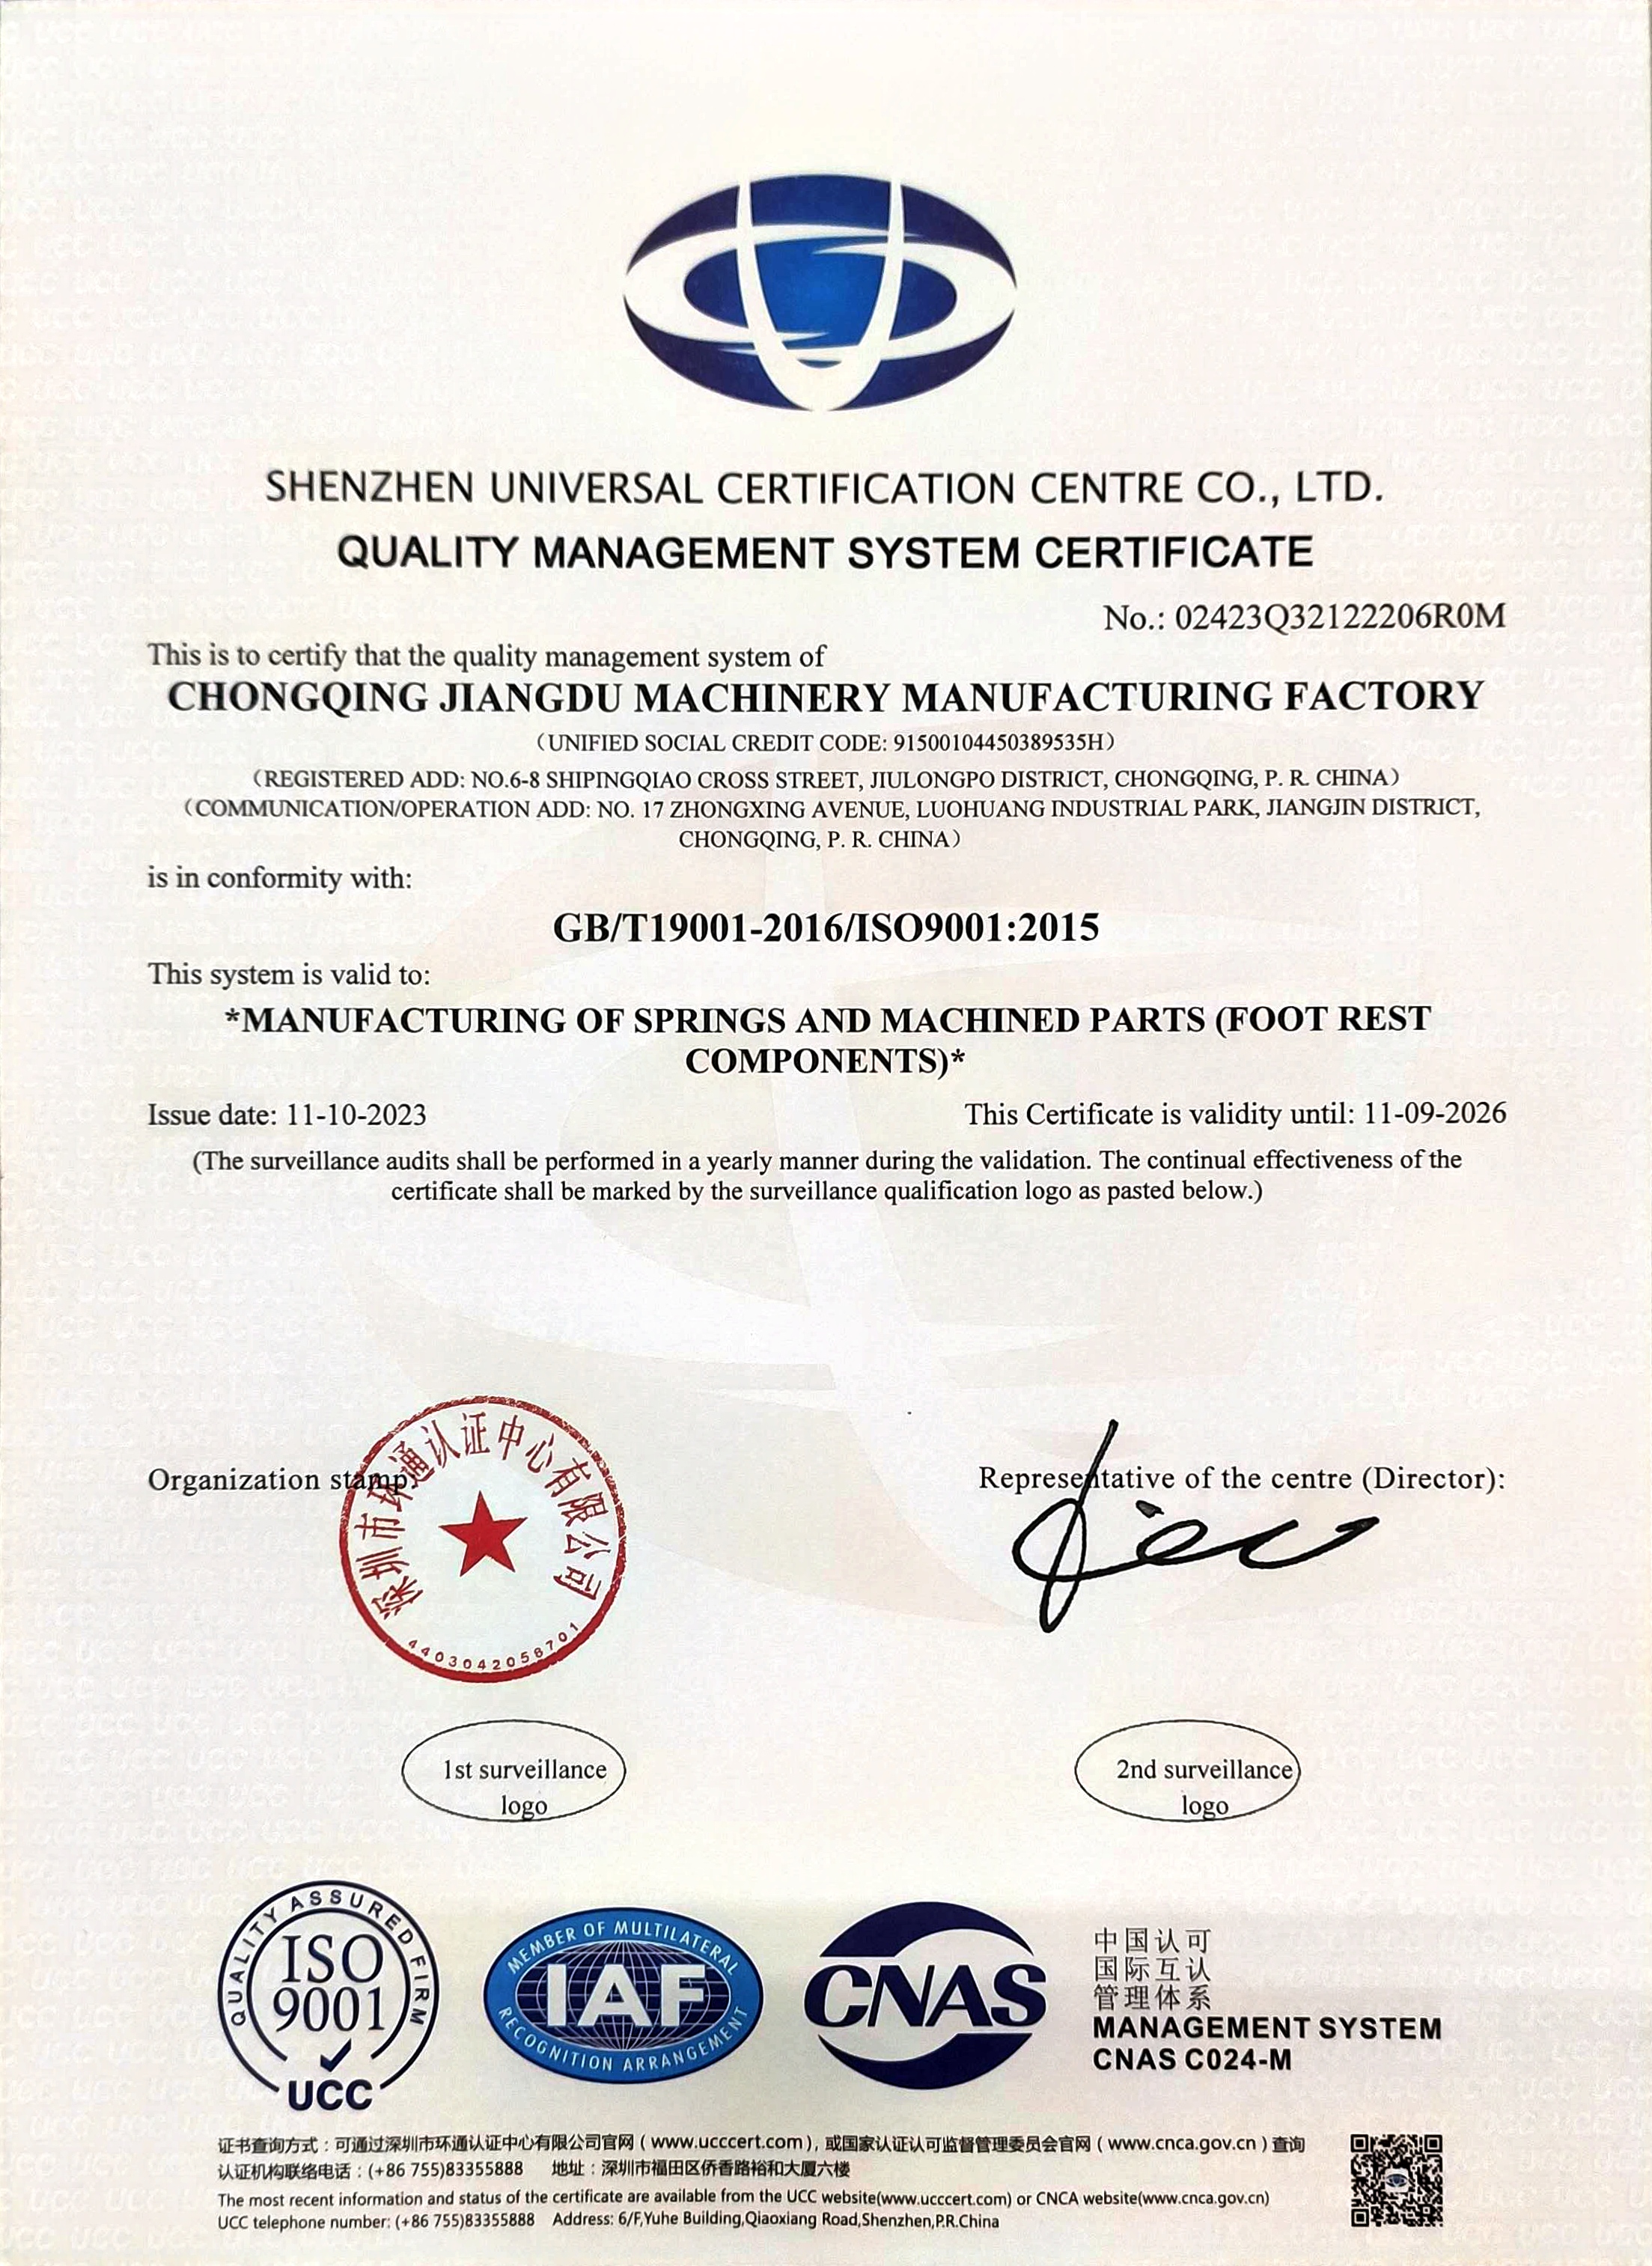 SHENZHEN UNIVERSAL CERTIFICATION CENTRE CO., LTD.
QUALITY MANAGEMENT SYSTEM CERTIFICATE
No.: 02423Q32122206R0M
This is to certify that the quality management system of
CHONGQING JIANGDU MACHINERY MANUFACTURING FACTORY
（UNIFIED SOCIAL CREDIT CODE: 91500104450389535H）
（REGISTERED ADD: NO.6-8 SHIPINGQIAO CROSS STREET, JIULONGPO DISTRICT, CHONGQING, P. R. CHINA）
（COMMUNICATION/OPERATION ADD: NO. 17 ZHONGXING AVENUE, LUOHUANG INDUSTRIAL PARK, JIANGJIN DISTRICT,
CHONGQING, P. R. CHINA）
is in conformity with:
GB/T19001-2016/ISO9001:2015
This system is valid to:
*MANUFACTURING OF SPRINGS AND MACHINED PARTS (FOOT REST
COMPONENTS)*
Issue date: 11-10-2023
This Certificate is validity until: 11-09-2026
(The surveillance audits shall be performed in a yearly manner during the validation. The continual effectiveness of the
certificate shall be marked by the surveillance qualification logo as pasted below.)
Organization stamp:
深圳市环通认证中心有限公司
4403042056701
Representative of the centre (Director):
1st surveillance
logo
2nd surveillance
logo
QUALITY ASSURED FIRM
ISO
9001
UCC
MEMBER OF MULTILATERAL
IAF
RECOGNITION ARRANGEMENT
CNAS
中国认可
国际互认
管理体系
MANAGEMENT SYSTEM
CNAS C024-M
证书查询方式：可通过深圳市环通认证中心有限公司官网（www.ucccert.com），或国家认证认可监督管理委员会官网（www.cnca.gov.cn）查询
认证机构联络电话：(+86 755)83355888 地址：深圳市福田区侨香路裕和大厦六楼
The most recent information and status of the certificate are available from the UCC website(www.ucccert.com) or CNCA website(www.cnca.gov.cn)
UCC telephone number: (+86 755)83355888 Address: 6/F,Yuhe Building,Qiaoxiang Road,Shenzhen,P.R.China